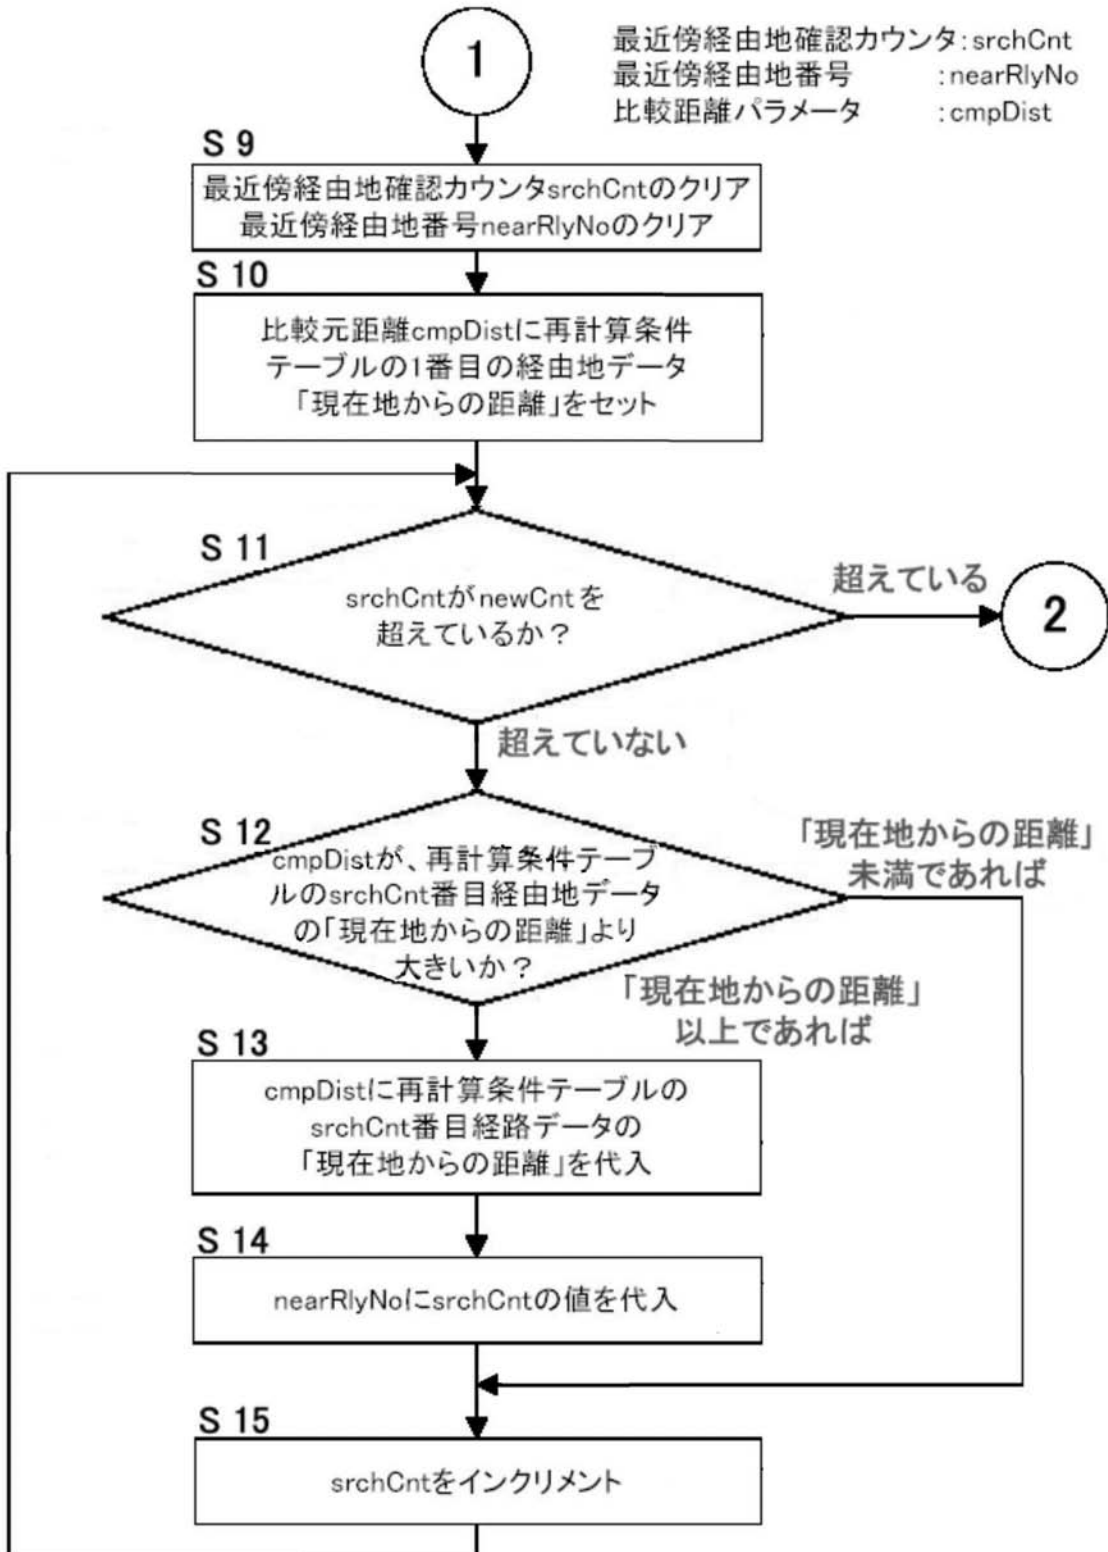 1
最近傍経由地確認カウンタ:srchCnt
最近傍経由地番号 :nearRlyNo
比較距離パラメータ :cmpDist
S 9
最近傍経由地確認カウンタsrchCntのクリア
最近傍経由地番号nearRlyNoのクリア
S 10
比較元距離cmpDistに再計算条件
テーブルの1番目の経由地データ
「現在地からの距離」をセット
S 11
srchCntがnewCntを
超えているか?
超えている
2
超えていない
S 12
cmpDistが、再計算条件テーブ
ルのsrchCnt番目経由地データ
の「現在地からの距離」より
大きいか?
「現在地からの距離」
未満であれば
「現在地からの距離」
以上であれば
S 13
cmpDistに再計算条件テーブルの
srchCnt番目経路データの
「現在地からの距離」を代入
S 14
nearRlyNoにsrchCntの値を代入
S 15
srchCntをインクリメント